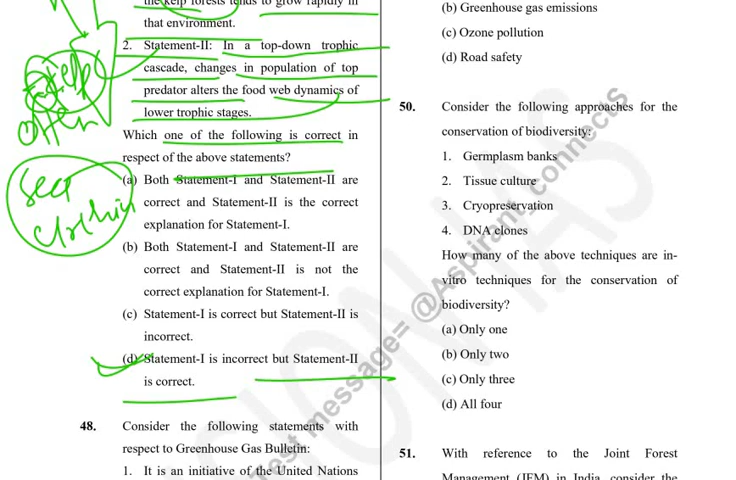 the kelp forests tends to grow rapidly in
that environment.
2. Statement-II: In a top-down trophic
cascade, changes in population of top
predator alters the food web dynamics of
lower trophic stages.
Which one of the following is correct in
respect of the above statements?
(a) Both Statement-I and Statement-II are
correct and Statement-II is the correct
explanation for Statement-I.
(b) Both Statement-I and Statement-II are
correct and Statement-II is not the
correct explanation for Statement-I.
(c) Statement-I is correct but Statement-II is
incorrect.
(d) Statement-I is incorrect but Statement-II
is correct.
48. Consider the following statements with
respect to Greenhouse Gas Bulletin:
1. It is an initiative of the United Nations
kelp
otter
sea
(b) Greenhouse gas emissions
(c) Ozone pollution
(d) Road safety
50. Consider the following approaches for the
conservation of biodiversity:
1. Germplasm banks
2. Tissue culture
3. Cryopreservation
4. DNA clones
How many of the above techniques are in-
vitro techniques for the conservation of
biodiversity?
(a) Only one
(b) Only two
(c) Only three
(d) All four
51. With reference to the Joint Forest
Management (JFM) in India, consider the
message= @Aspirant_connects